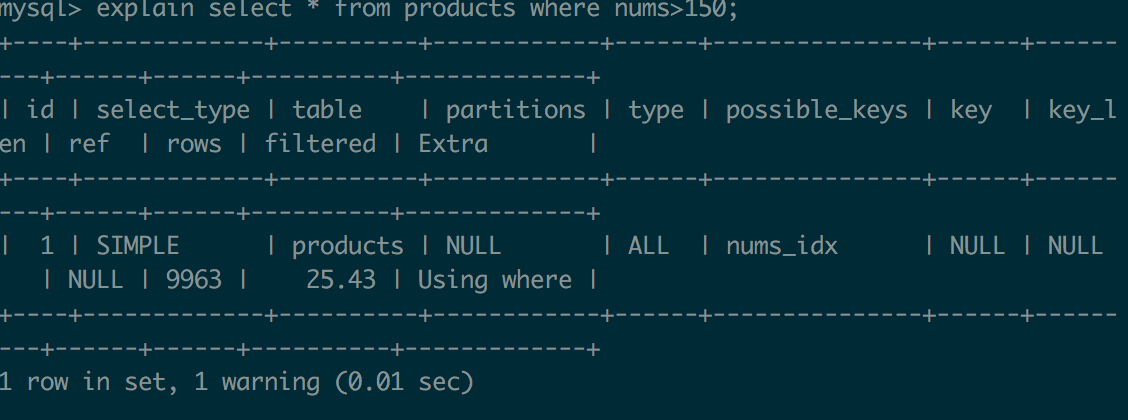 mysql> explain select * from products where nums>150;
+----+-------------+----------+------------+------+---------------+------+------
---+------+------+----------+-------------+
| id | select_type | table    | partitions | type | possible_keys | key  | key_l
en | ref  | rows | filtered | Extra       |
+----+-------------+----------+------------+------+---------------+------+------
---+------+------+----------+-------------+
|  1 | SIMPLE      | products | NULL       | ALL  | nums_idx      | NULL | NULL
   | NULL | 9963 |    25.43 | Using where |
+----+-------------+----------+------------+------+---------------+------+------
---+------+------+----------+-------------+
1 row in set, 1 warning (0.01 sec)